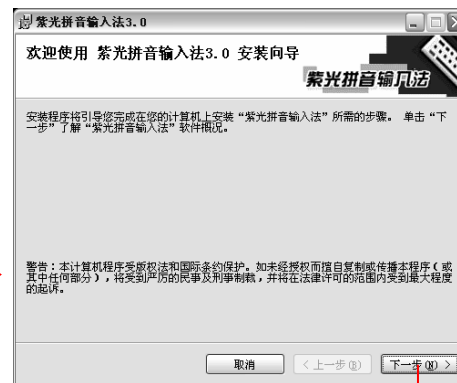 紫光拼音输入法3.0
欢迎使用 紫光拼音输入法3.0 安装向导
紫光拼音输入法
安装程序将引导您完成在您的计算机上安装“紫光拼音输入法”所需的步骤。 单击“下
一步”了解“紫光拼音输入法”软件概况。
警告：本计算机程序受版权法和国际条约保护。如未经授权而擅自复制或传播本程序（或
其中任何部分），将受到严厉的民事及刑事制裁，并将在法律许可的范围内受到最大程度
的起诉。
取消 <上一步(B) 下一步(N) >